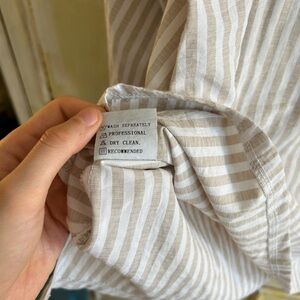 WASH SEPARATELY
PROFESSIONAL
DRY CLEAN.
RECOMMENDED